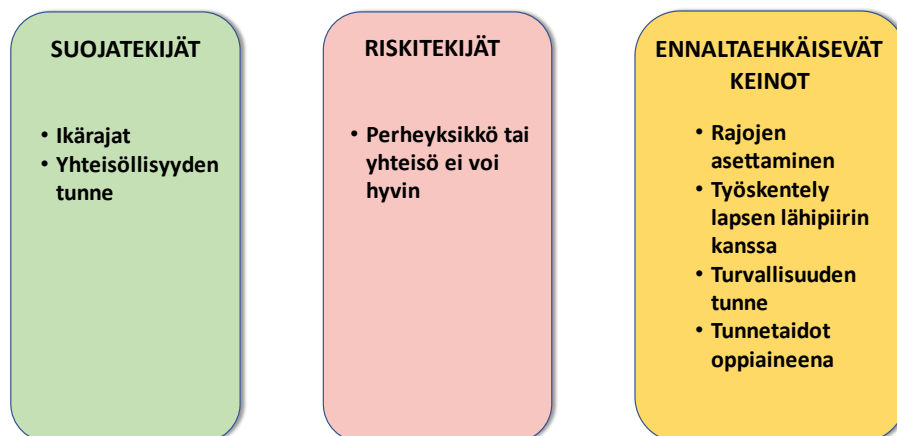 SUOJATEKIJÄT
• Ikärajat
• Yhteisöllisyyden
tunne
RISKITEKIJÄT
• Perheyksikkö tai
yhteisö ei voi
hyvin
ENNALTAEHKÄISEVÄT
KEINOT
• Rajojen
asettaminen
• Työskentely
lapsen lähipiirin
kanssa
• Turvallisuuden
tunne
• Tunnetaidot
oppiaineena